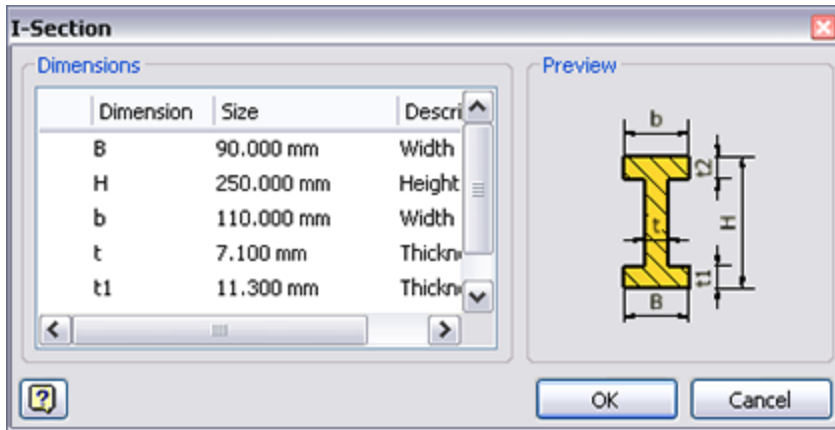 I-Section
Dimensions
Dimension Size Descri
B 90.000 mm Width
H 250.000 mm Height
b 110.000 mm Width
t 7.100 mm Thickn
t1 11.300 mm Thickn
Preview
b
t2
t
H
t1
B
OK Cancel